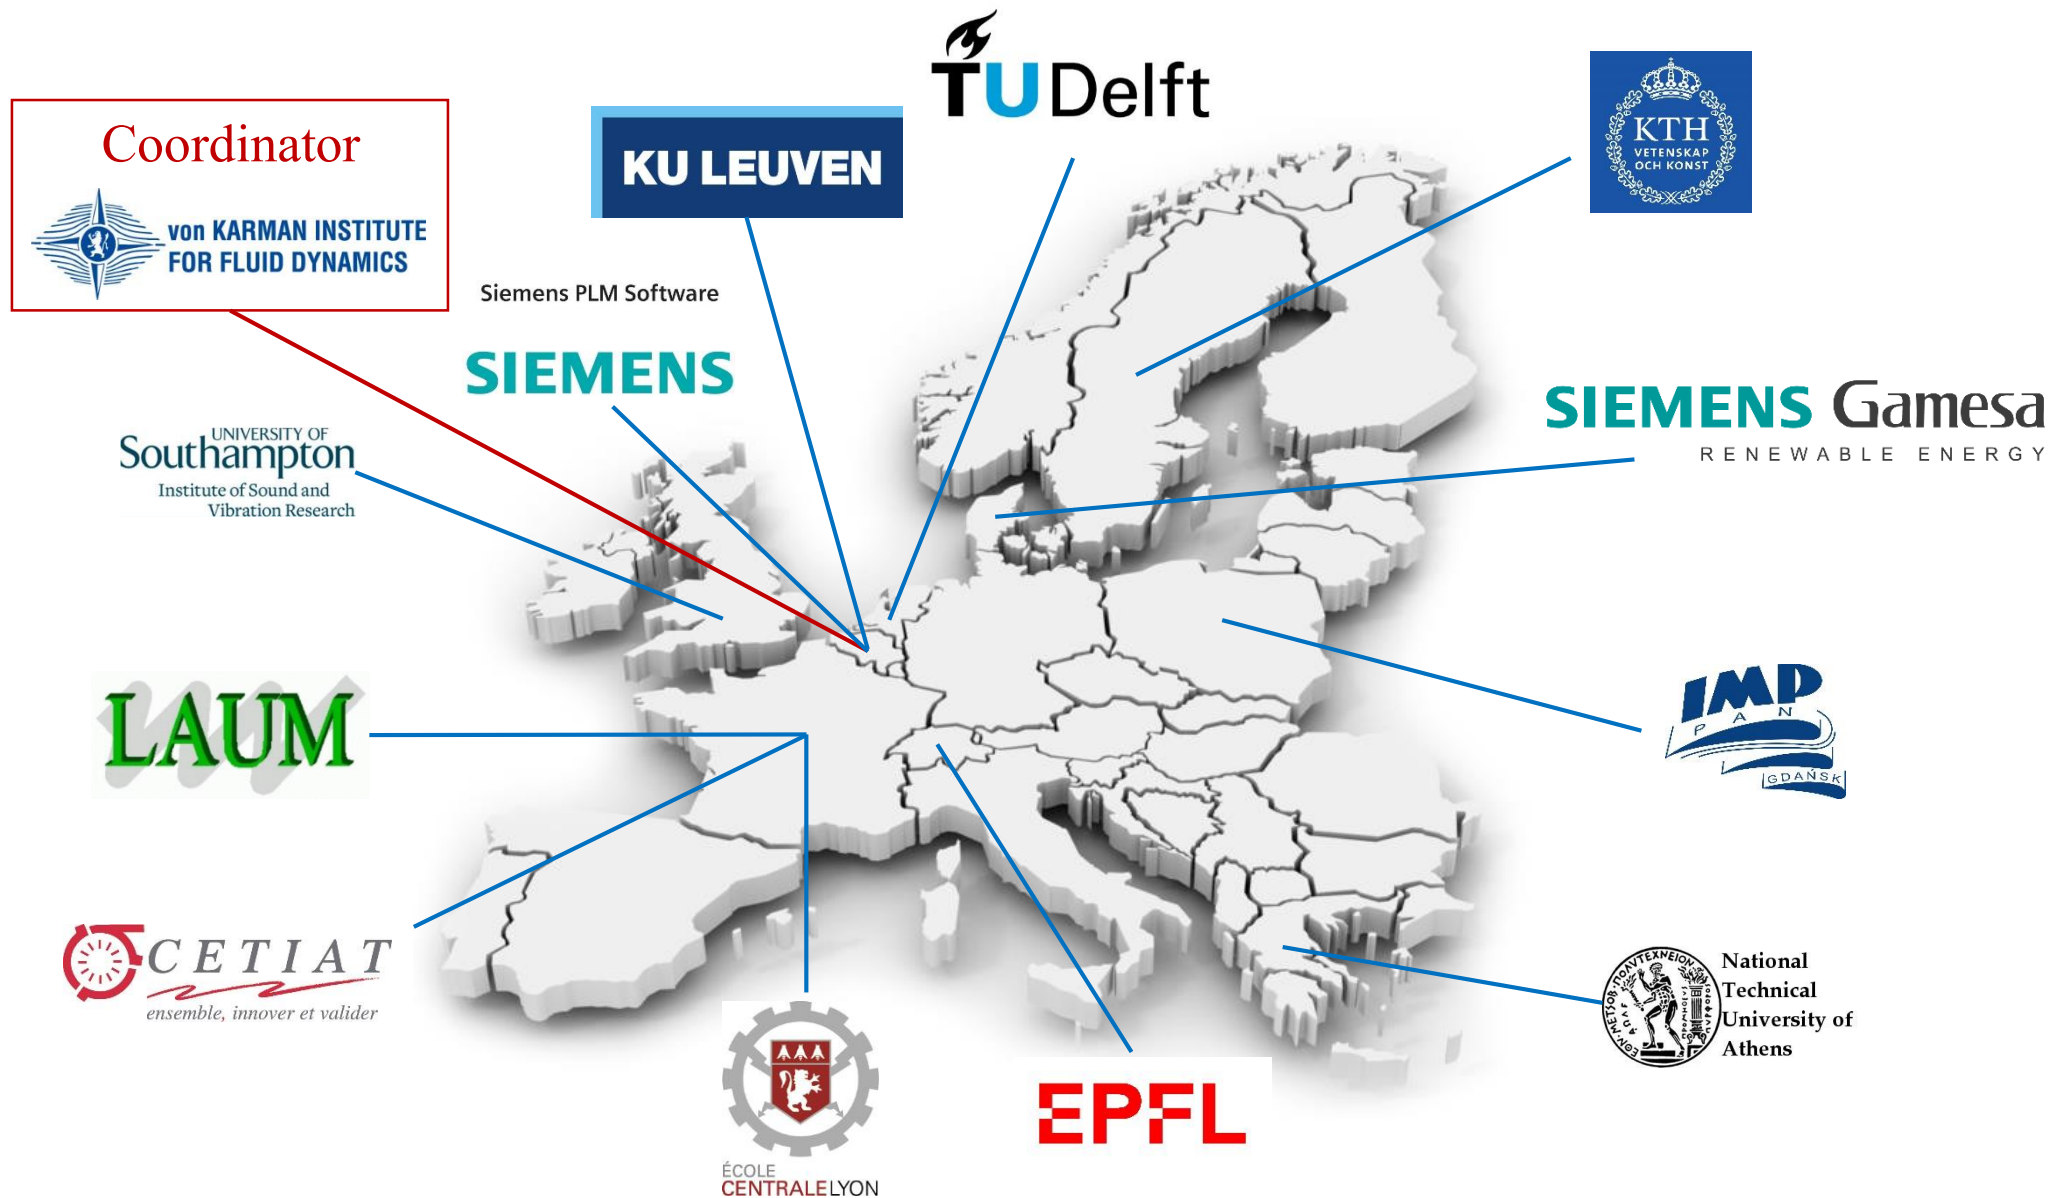 TU Delft
Coordinator
von KARMAN INSTITUTE
FOR FLUID DYNAMICS
KU LEUVEN
KTH
VETENSKAP
OCH KONST
Siemens PLM Software
SIEMENS
SIEMENS Gamesa
RENEWABLE ENERGY
UNIVERSITY OF
Southampton
Institute of Sound and
Vibration Research
LAUM
IMP
PAN
GDAŃSK
CETIAT
ensemble, innover et valider
National
Technical
University of
Athens
EPFL
ÉCOLE
CENTRALELYON